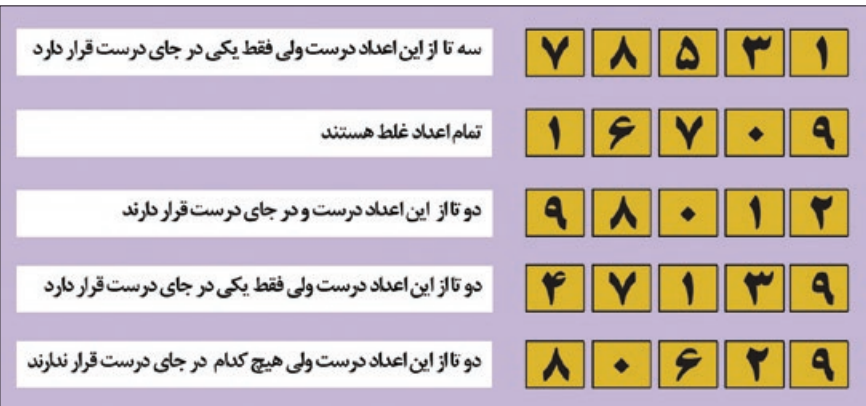 سه تا از این اعداد درست ولی فقط یکی در جای درست قرار دارد ۷ ۸ ۵ ۳ ۱
تمام اعداد غلط هستند ۱ ۶ ۷ ۰ ۹
دو تا از این اعداد درست و در جای درست قرار دارند ۹ ۸ ۰ ۱ ۲
دو تا از این اعداد درست ولی فقط یکی در جای درست قرار دارد ۴ ۷ ۱ ۳ ۹
دو تا از این اعداد درست ولی هیچ کدام در جای درست قرار ندارند ۸ ۰ ۶ ۲ ۹